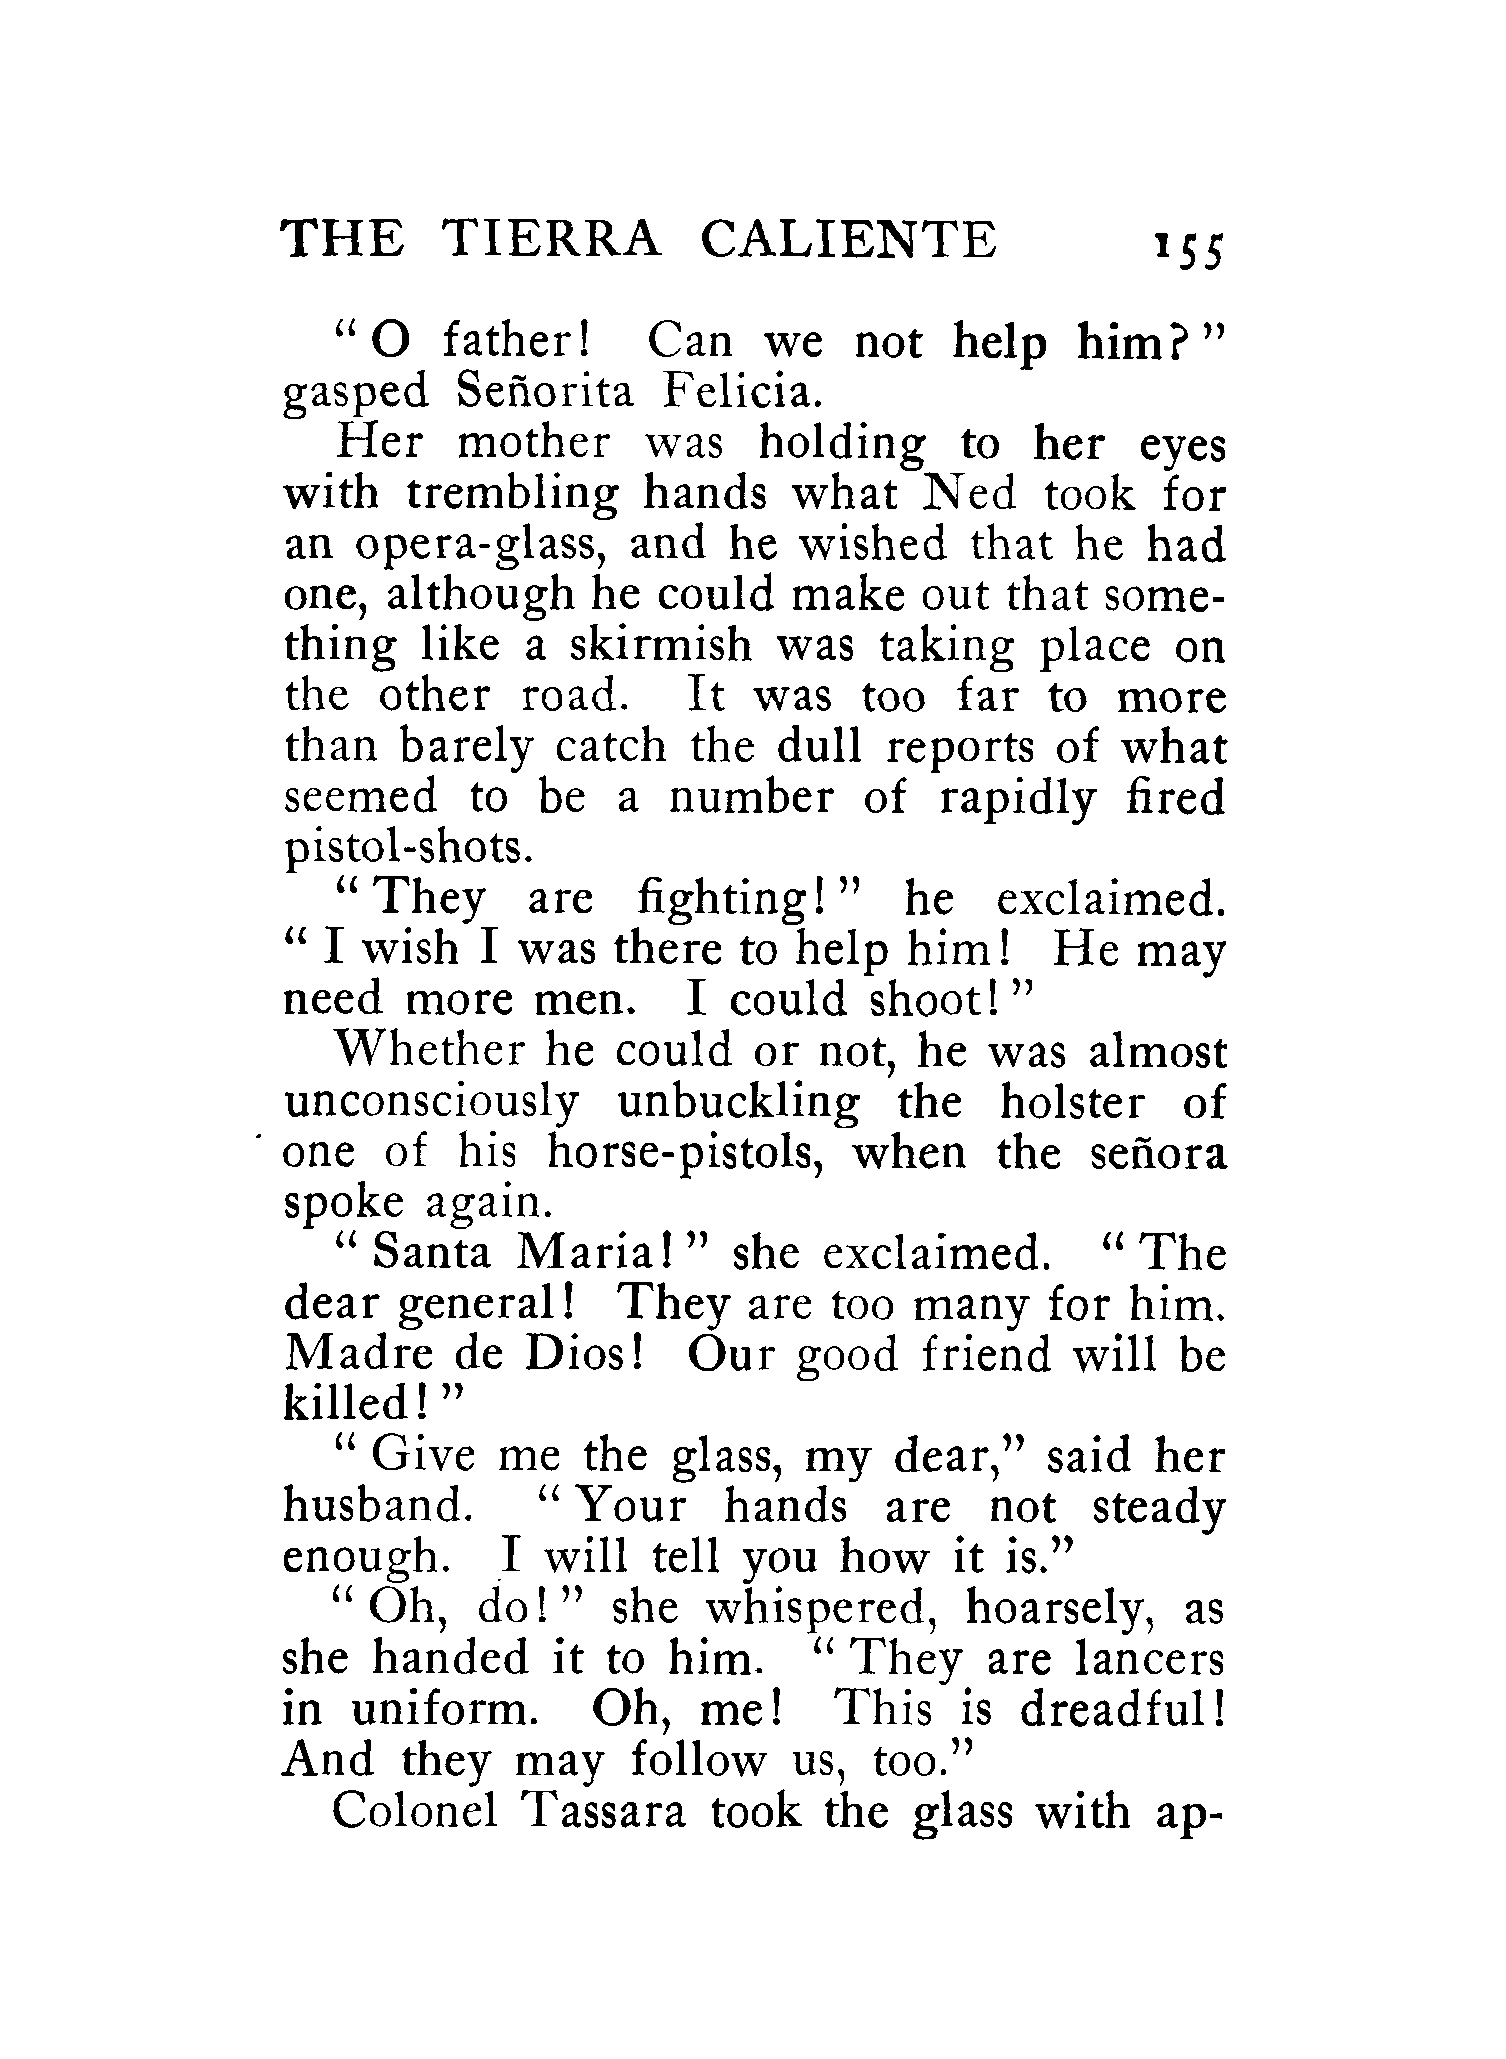 THE TIERRA CALIENTE 155
“ O father! Can we not help him? ”
gasped Señorita Felicia.
Her mother was holding to her eyes
with trembling hands what Ned took for
an opera-glass, and he wished that he had
one, although he could make out that some-
thing like a skirmish was taking place on
the other road. It was too far to more
than barely catch the dull reports of what
seemed to be a number of rapidly fired
pistol-shots.
“ They are fighting! ” he exclaimed.
“ I wish I was there to help him! He may
need more men. I could shoot! ”
Whether he could or not, he was almost
unconsciously unbuckling the holster of
one of his horse-pistols, when the señora
spoke again.
“ Santa Maria! ” she exclaimed. “ The
dear general! They are too many for him.
Madre de Dios! Our good friend will be
killed! ”
“ Give me the glass, my dear,” said her
husband. “ Your hands are not steady
enough. I will tell you how it is.”
“ Oh, do! ” she whispered, hoarsely, as
she handed it to him. “ They are lancers
in uniform. Oh, me! This is dreadful!
And they may follow us, too.”
Colonel Tassara took the glass with ap-